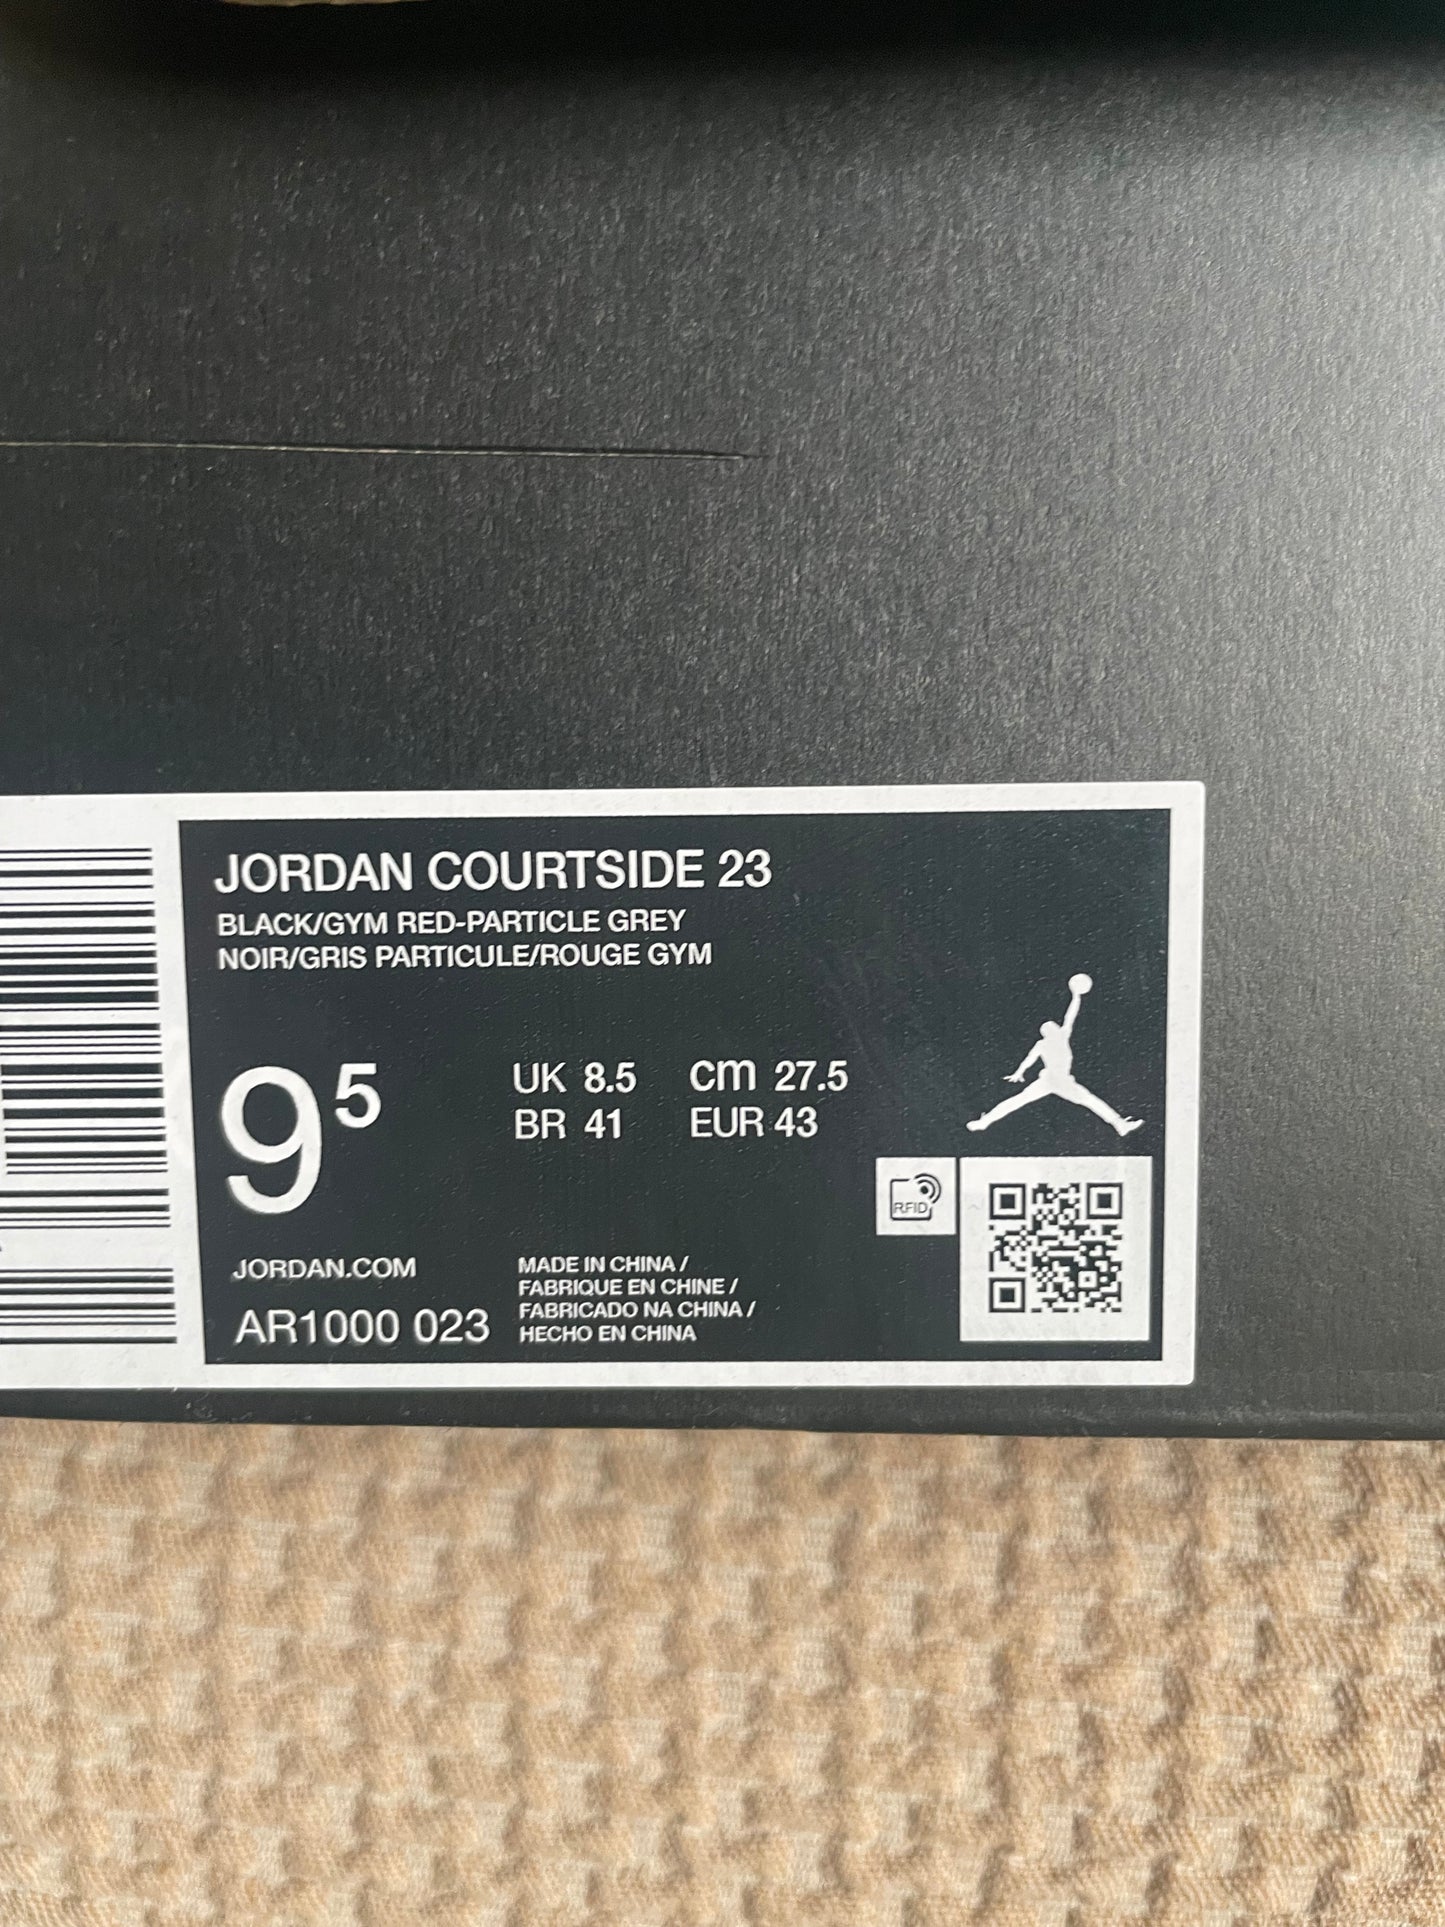 JORDAN COURTSIDE 23
BLACK/GYM RED-PARTICLE GREY
NOIR/GRIS PARTICULE/ROUGE GYM
9⁵
UK 8.5 cm 27.5
BR 41 EUR 43
RFID
JORDAN.COM
AR1000 023
MADE IN CHINA /
FABRIQUE EN CHINE /
FABRICADO NA CHINA /
HECHO EN CHINA